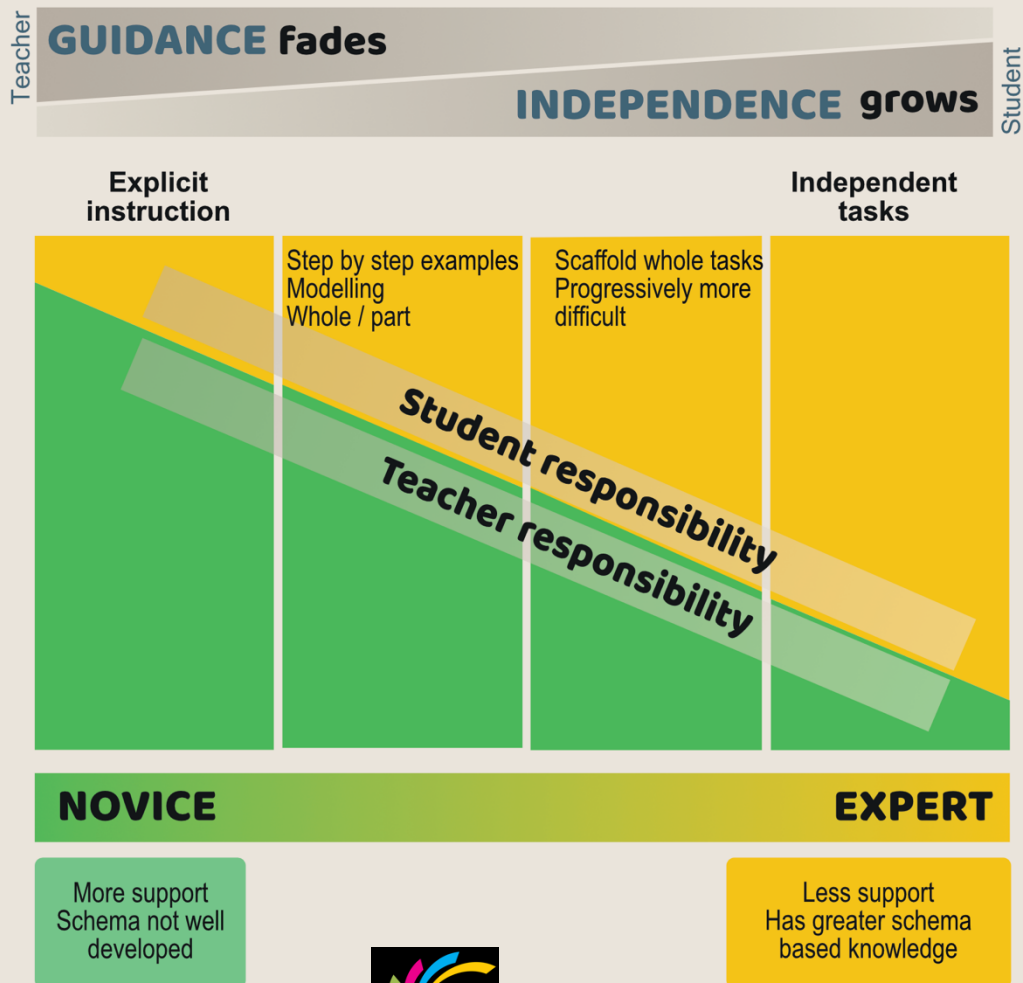 Teacher
GUIDANCE fades
INDEPENDENCE grows
Student
Explicit
instruction
Independent
tasks
Step by step examples
Modelling
Whole / part
Scaffold whole tasks
Progressively more
difficult
Student responsibility
Teacher responsibility
NOVICE
EXPERT
More support
Schema not well
developed
Less support
Has greater schema
based knowledge